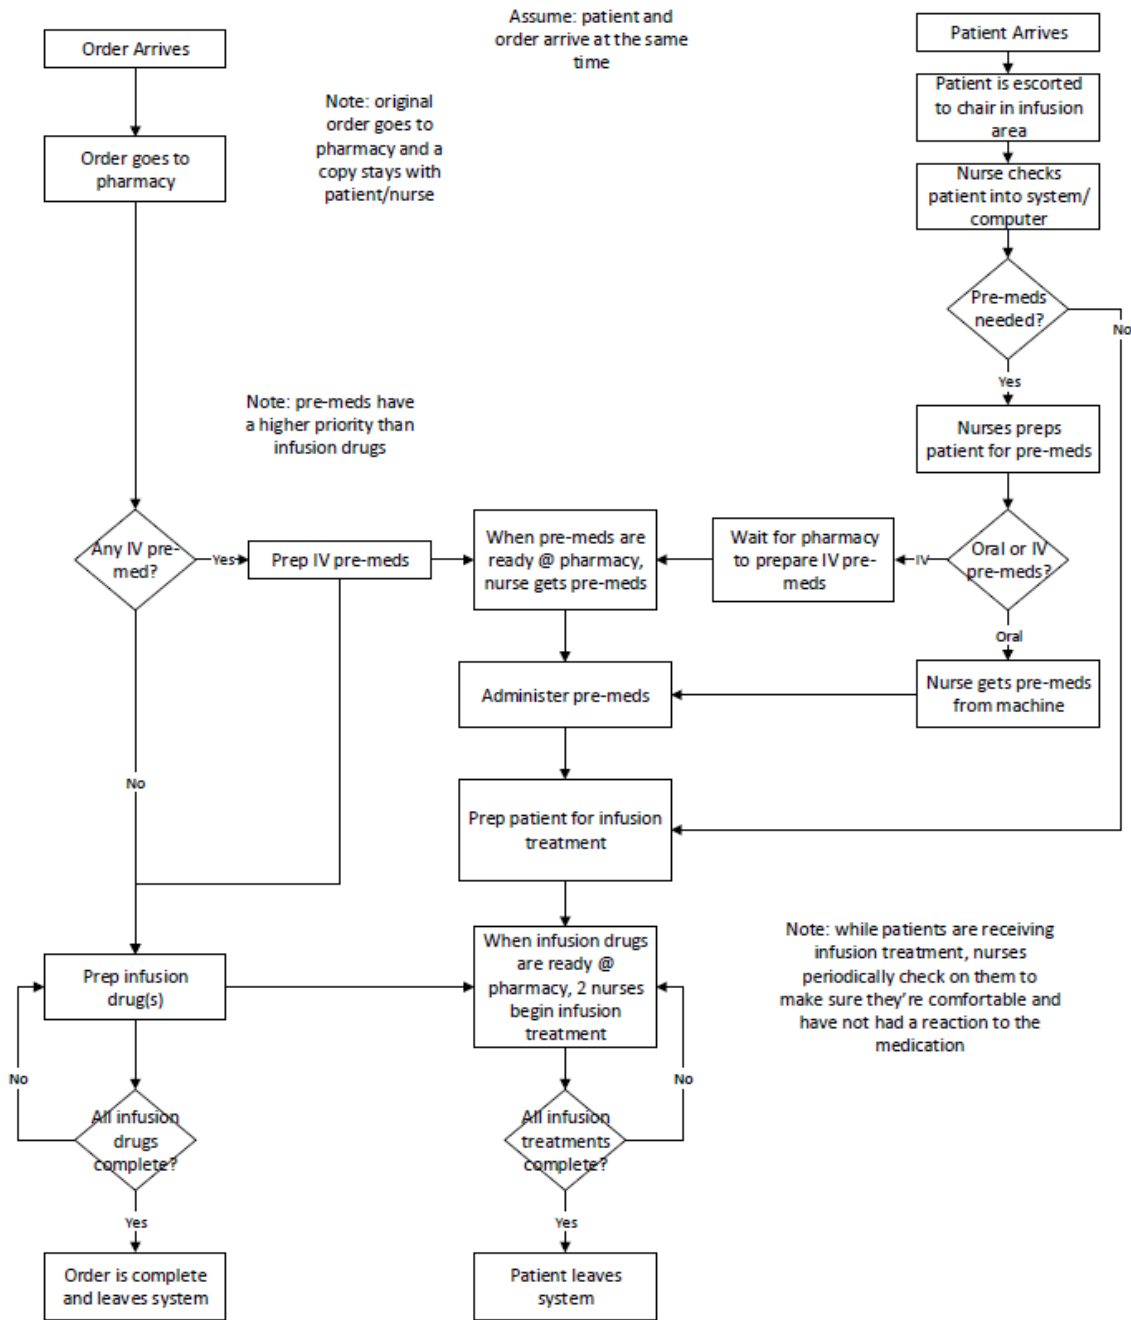 Order Arrives
Assume: patient and
order arrive at the same
time
Patient Arrives
Patient is escorted
to chair in infusion
area
Note: original
order goes to
pharmacy and a
copy stays with
patient/nurse
Order goes to
pharmacy
Nurse checks
patient into system/
computer
Pre-meds
needed?
No
Yes
Note: pre-meds have
a higher priority than
infusion drugs
Nurses preps
patient for pre-meds
Any IV pre-
med?
Yes
Prep IV pre-meds
When pre-meds are
ready @ pharmacy,
nurse gets pre-meds
Wait for pharmacy
to prepare IV pre-
meds
IV
Oral or IV
pre-meds?
Oral
Administer pre-meds
Nurse gets pre-meds
from machine
No
Prep patient for infusion
treatment
Prep infusion
drug(s)
When infusion drugs
are ready @
pharmacy, 2 nurses
begin infusion
treatment
Note: while patients are receiving
infusion treatment, nurses
periodically check on them to
make sure they're comfortable and
have not had a reaction to the
medication
No
No
All infusion
drugs
complete?
All infusion
treatments
complete?
Yes
Yes
Order is complete
and leaves system
Patient leaves
system